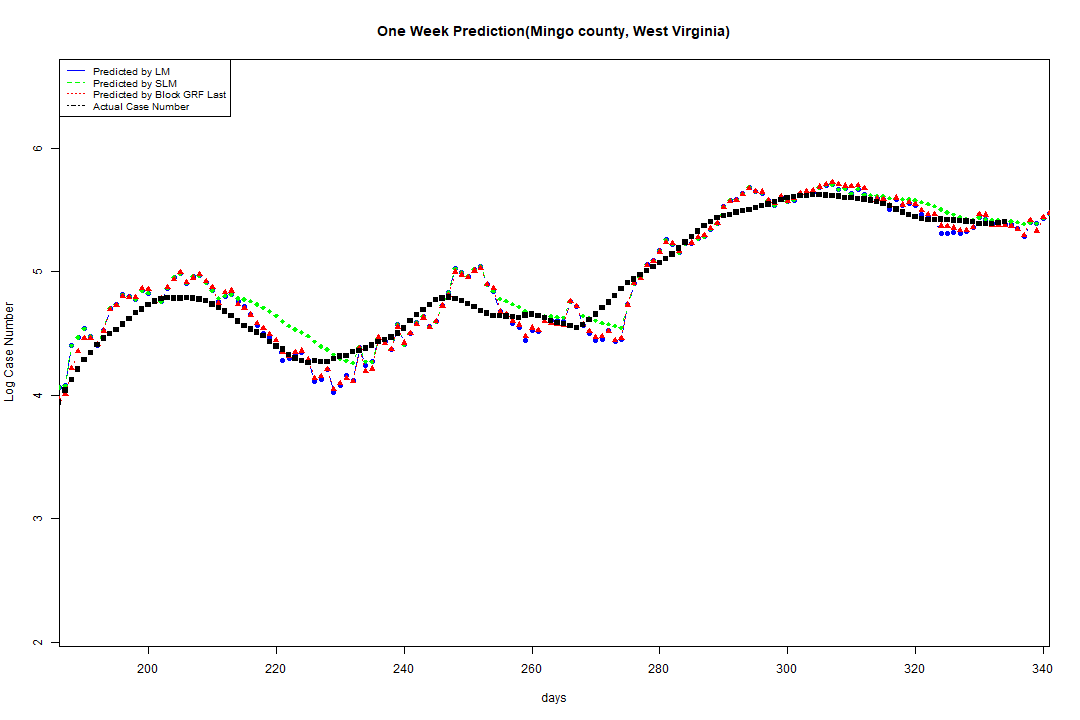 One Week Prediction(Mingo county, West Virginia)
Predicted by LM
Predicted by SLM
Predicted by Block GRF Last
Actual Case Number
Log Case Number
6
5
4
3
2
200 220 240 260 280 300 320 340
days